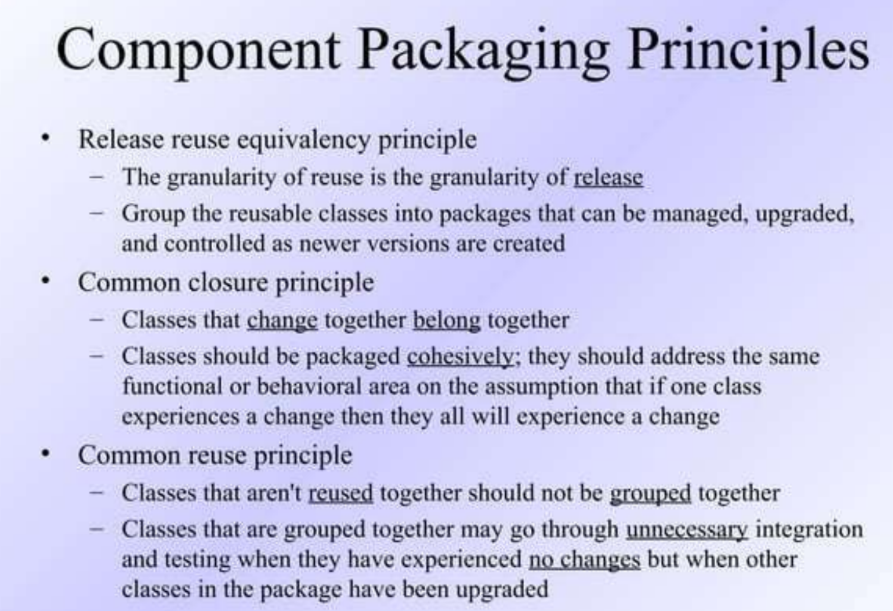 Component Packaging Principles
• Release reuse equivalency principle
– The granularity of reuse is the granularity of release
– Group the reusable classes into packages that can be managed, upgraded,
and controlled as newer versions are created
• Common closure principle
– Classes that change together belong together
– Classes should be packaged cohesively; they should address the same
functional or behavioral area on the assumption that if one class
experiences a change then they all will experience a change
• Common reuse principle
– Classes that aren't reused together should not be grouped together
– Classes that are grouped together may go through unnecessary integration
and testing when they have experienced no changes but when other
classes in the package have been upgraded